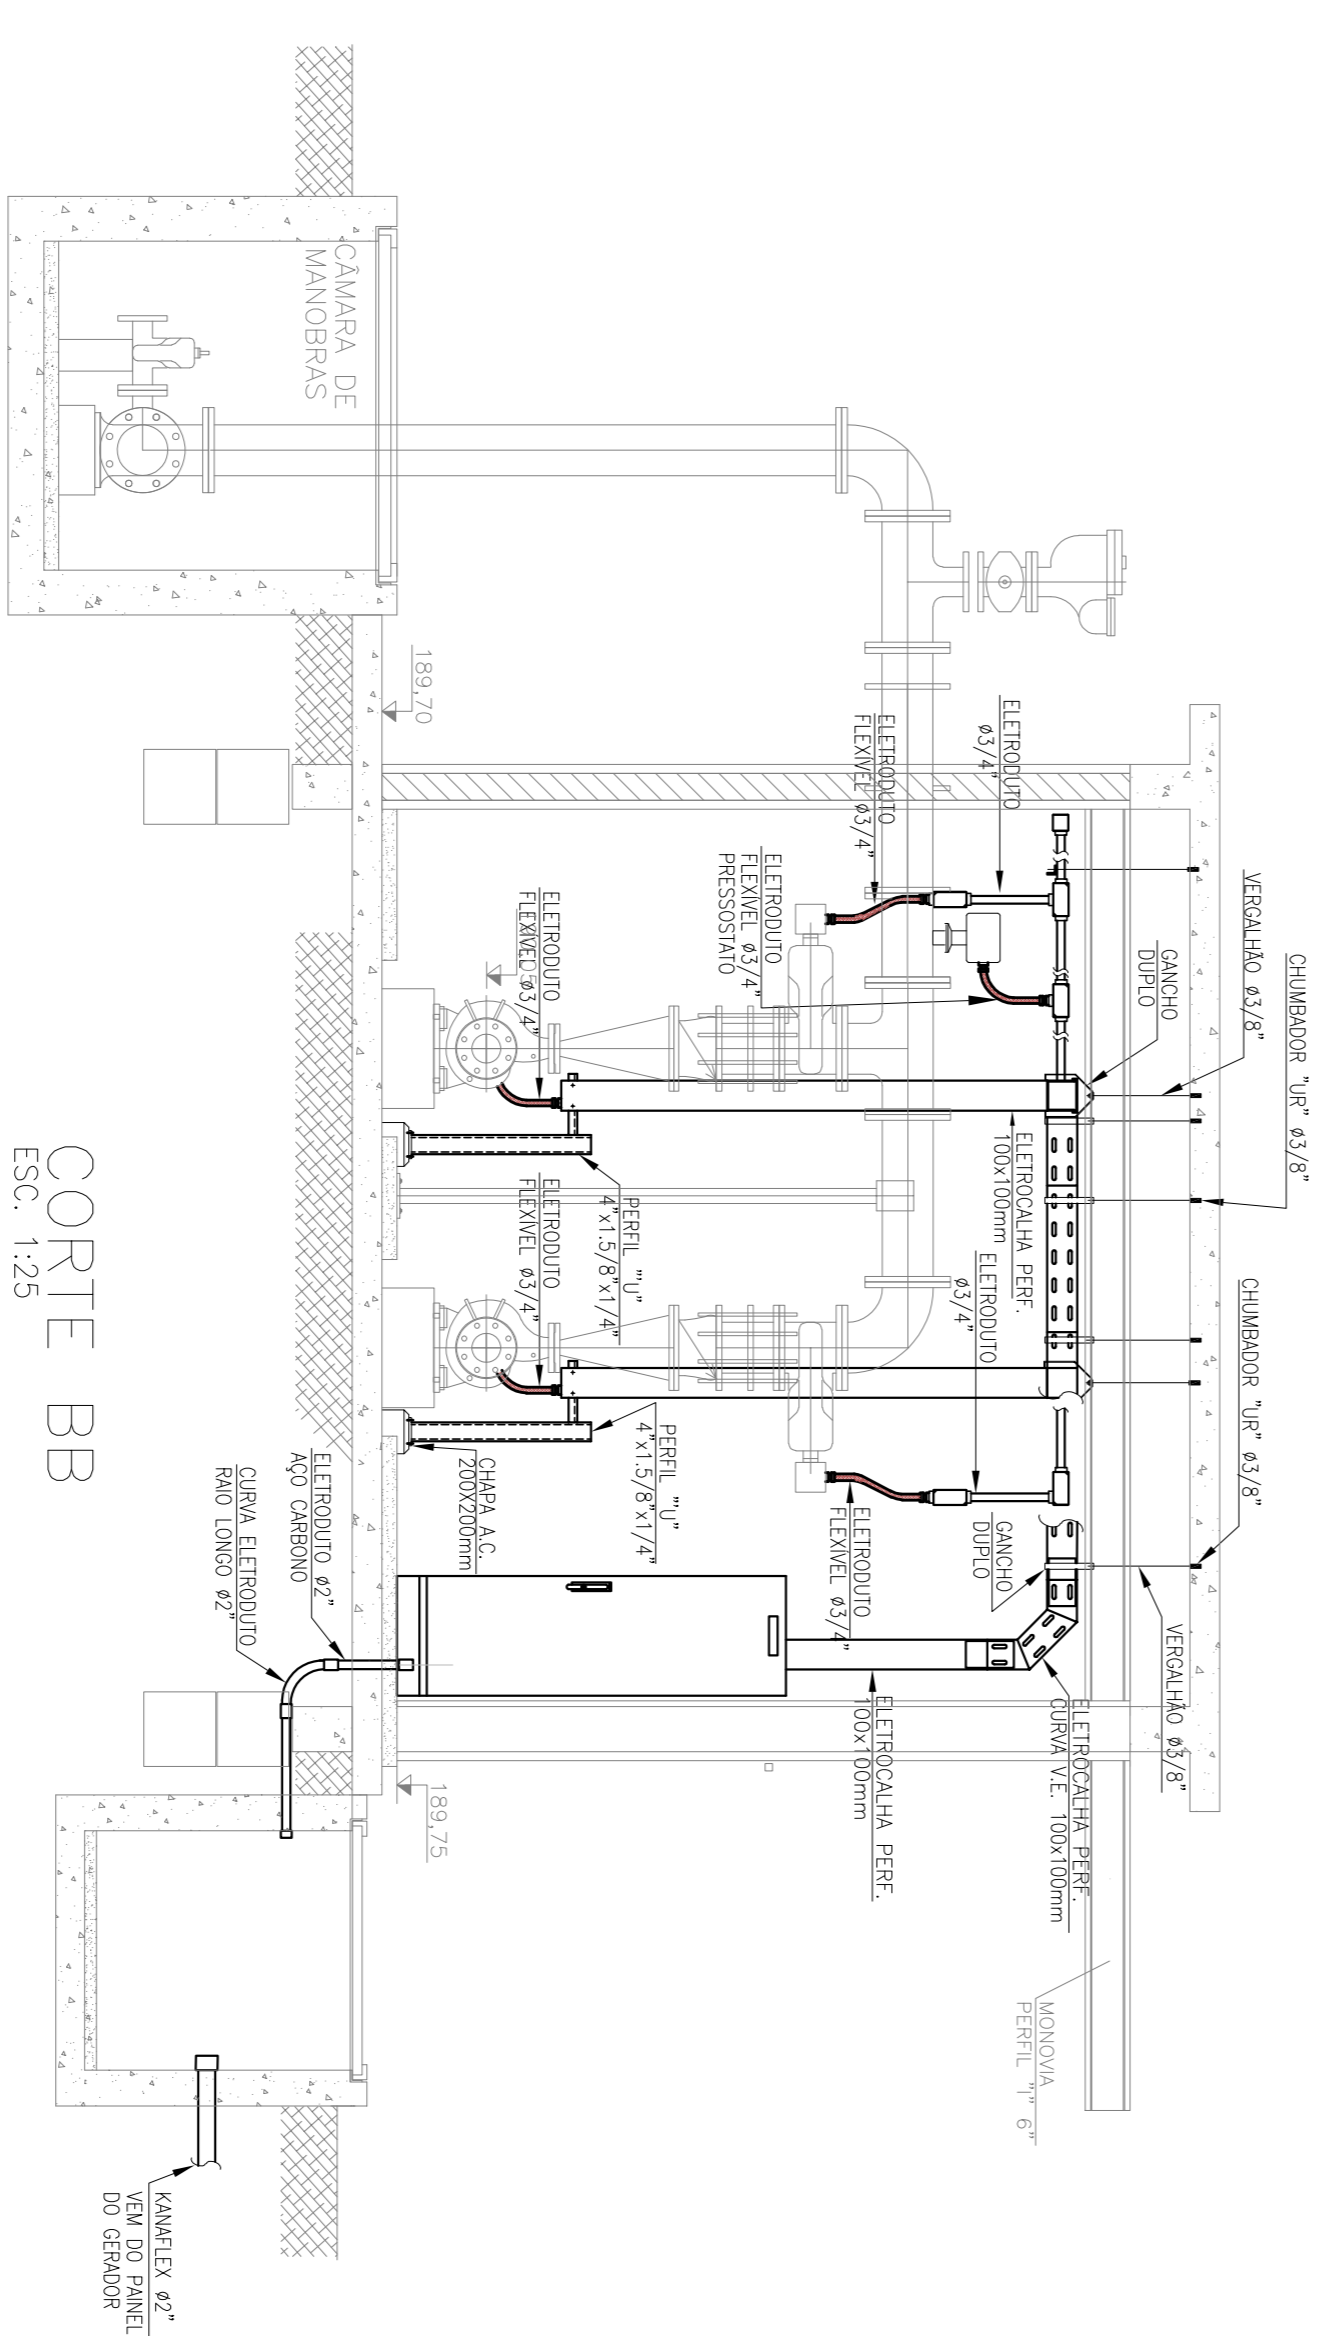 CHUMBADOR "UR" Ø3/8"
VERGALHÃO Ø3/8"
GANCHO
DUPLO
CHUMBADOR "UR" Ø3/8"
VERGALHÃO Ø3/8"
ELETRODUTO
Ø3/4"
ELETRODUTO
FLEXÍVEL Ø3/4"
ELETRODUTO
FLEXÍVEL Ø3/4"
PRESSOSTATO
ELETRODUTO
FLEXÍVEL Ø3/4"
ELETROCALHA PERF.
100x100mm
ELETRODUTO
Ø3/4"
PERFIL ""U"
4"x1.5/8"x1/4"
ELETRODUTO
FLEXÍVEL Ø3/4"
GANCHO
DUPLO
ELETRODUTO
FLEXÍVEL Ø3/4"
PERFIL ""U"
4"x1.5/8"x1/4"
CHAPA A.C.
200X200mm
ELETROCALHA PERF.
CURVA V.E. 100x100mm
ELETROCALHA PERF.
100x100mm
MONOVIA
PERFIL "I" 6"
CÂMARA DE
MANOBRAS
189,70
189,75
ELETRODUTO Ø2"
AÇO CARBONO
CURVA ELETRODUTO
RAIO LONGO Ø2"
KANAFLEX Ø2"
VEM DO PAINEL
DO GERADOR
CORTE BB
ESC. 1:25